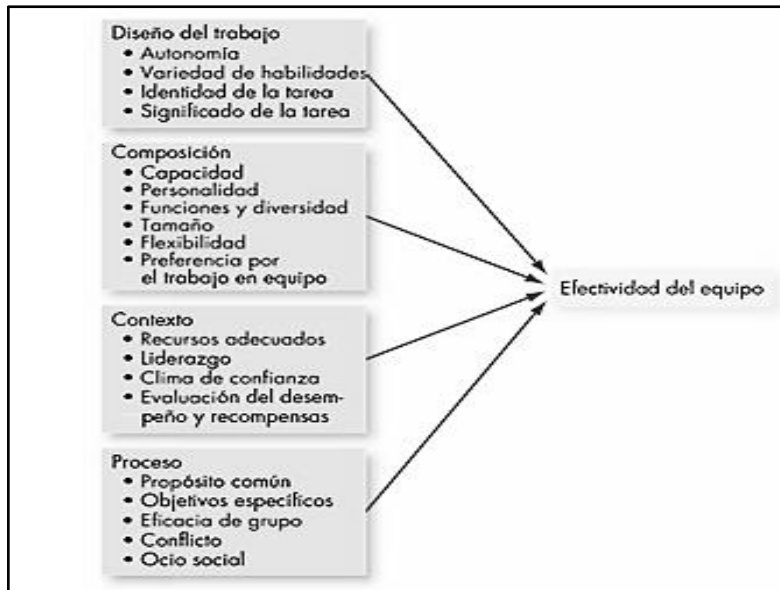 Diseño del trabajo
• Autonomía
• Variedad de habilidades
• Identidad de la tarea
• Significado de la tarea
Composición
• Capacidad
• Personalidad
• Funciones y diversidad
• Tamaño
• Flexibilidad
• Preferencia por
el trabajo en equipo
Contexto
• Recursos adecuados
• Liderazgo
• Clima de confianza
• Evaluación del desem-
peño y recompensas
Proceso
• Propósito común
• Objetivos específicos
• Eficacia de grupo
• Conflicto
• Ocio social
Efectividad del equipo